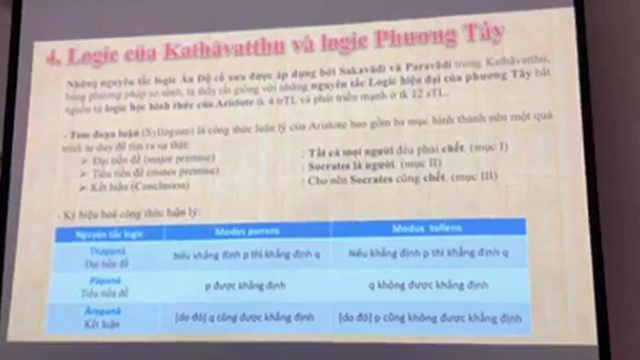 4. Logic của Kathāvatthu và logic Phương Tây
Những nguyên tắc logic Ấn Độ cổ xưa được áp dụng bởi Sakavādī và Paravādī trong Kathāvatthu,
bằng phương pháp so sánh, ta thấy rất giống với những nguyên tắc Logic hiện đại của phương Tây bắt
nguồn từ logic học hình thức của Aristote tk 4 trTL và phát triển mạnh ở tk 12 sTL.
- Tam đoạn luận (Syllogism) là công thức luận lý của Aristote bao gồm ba mục hình thành nên một quá
trình tư duy để tìm ra sự thật:
➢ Đại tiền đề (major premise) : Tất cả mọi người đều phải chết. (mục I)
➢ Tiểu tiền đề (minor premise) : Socrates là người. (mục II)
➢ Kết luận (Conclusion) : Cho nên Socrates cũng chết. (mục III)
- Ký hiệu hoá công thức luận lý:
Nguyên tắc logic Modus ponens Modus tollens
Thapanā
Đại tiền đề
Nếu khẳng định p thì khẳng định q Nếu khẳng định p thì khẳng định q
Pāpanā
Tiểu tiền đề
p được khẳng định q không được khẳng định
Āropanā
Kết luận
[do đó] q cũng được khẳng định [do đó] p cũng không được khẳng định